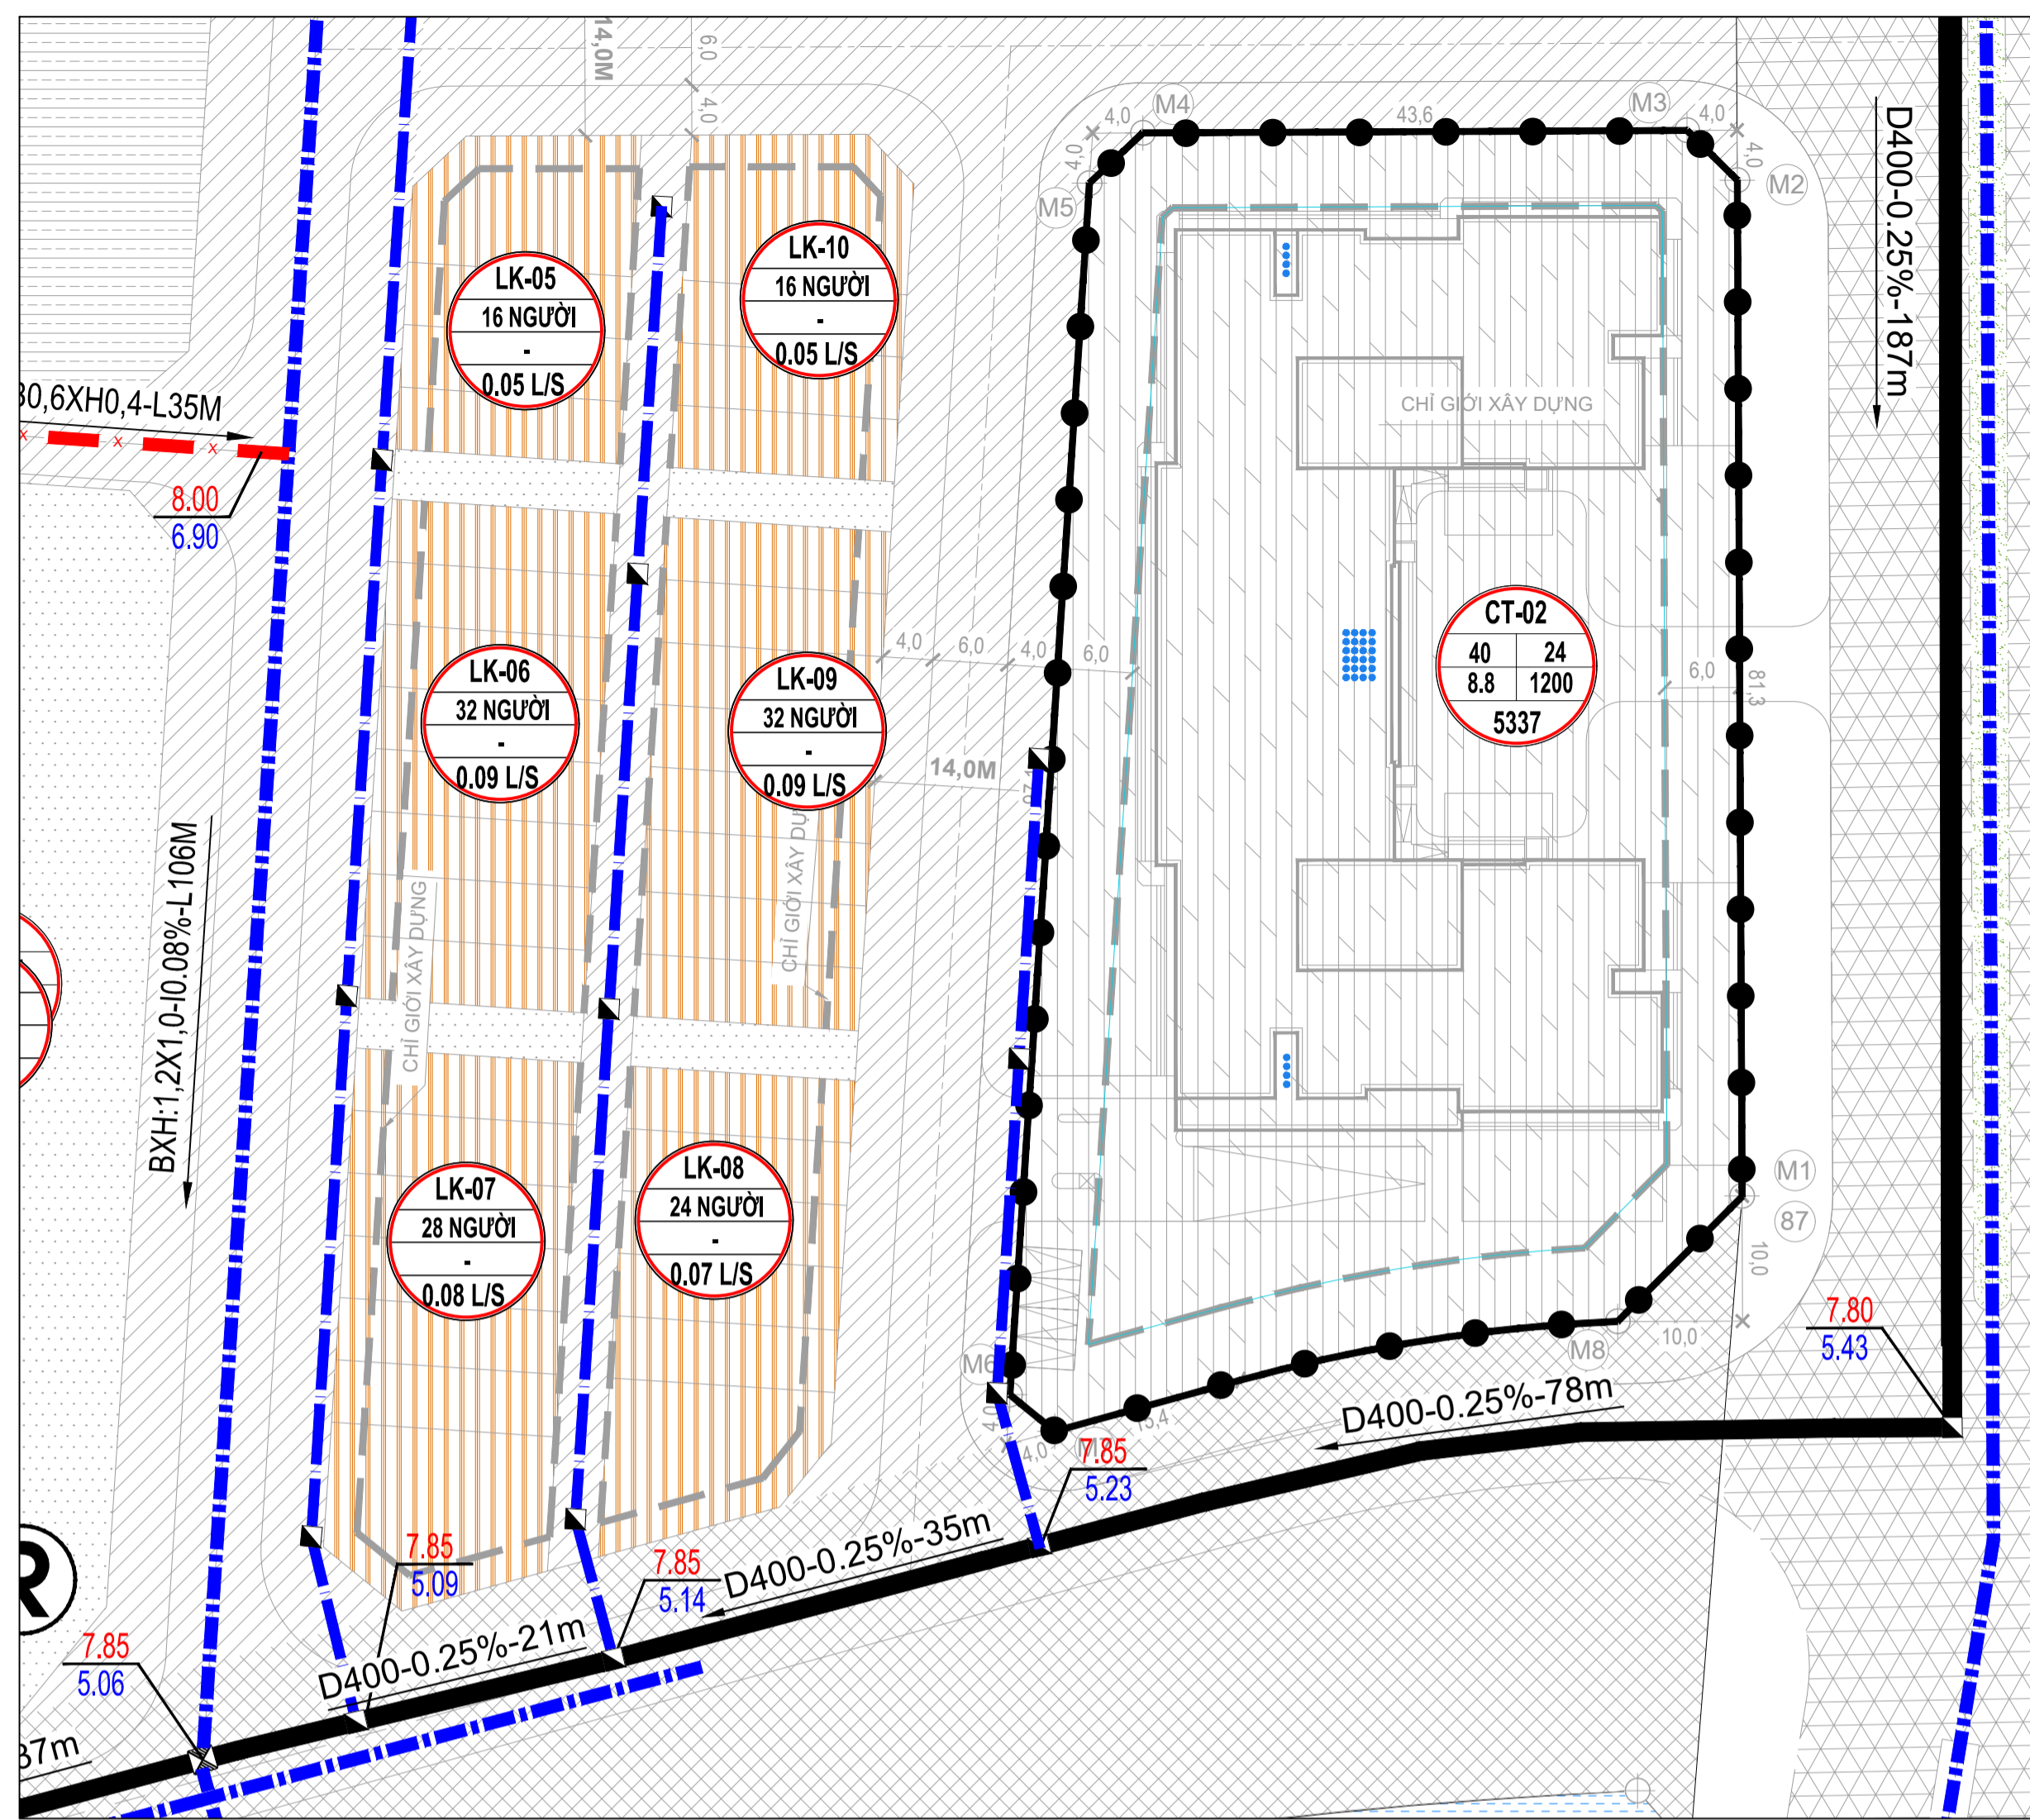 14,0M
6,0
4,0
4,0
M4
43,6
M3
4,0
4,0
M5
4,0
M2
D400-0.25%-187m
LK-05
16 NGƯỜI
-
0.05 L/S
LK-10
16 NGƯỜI
-
0.05 L/S
30,6XH0,4-L35M
8.00
6.90
CHỈ GIỚI XÂY DỰNG
CT-02
40 24
8.8 1200
5337
LK-06
32 NGƯỜI
-
0.09 L/S
LK-09
32 NGƯỜI
-
0.09 L/S
4,0
6,0
4,0
6,0
6,0
81,3
14,0M
BXH:1,2X1,0-I0.08%-L106M
CHỈ GIỚI XÂY DỰNG
CHỈ GIỚI XÂY DỰ
LK-07
28 NGƯỜI
-
0.08 L/S
LK-08
24 NGƯỜI
-
0.07 L/S
M1
87
10,0
M8
10,0
7.80
5.43
M6
4,0
4,0
D400-0.25%-78m
7.85
5.23
D400-0.25%-35m
7.85
5.14
7.85
5.09
D400-0.25%-21m
7.85
5.06
R
37m